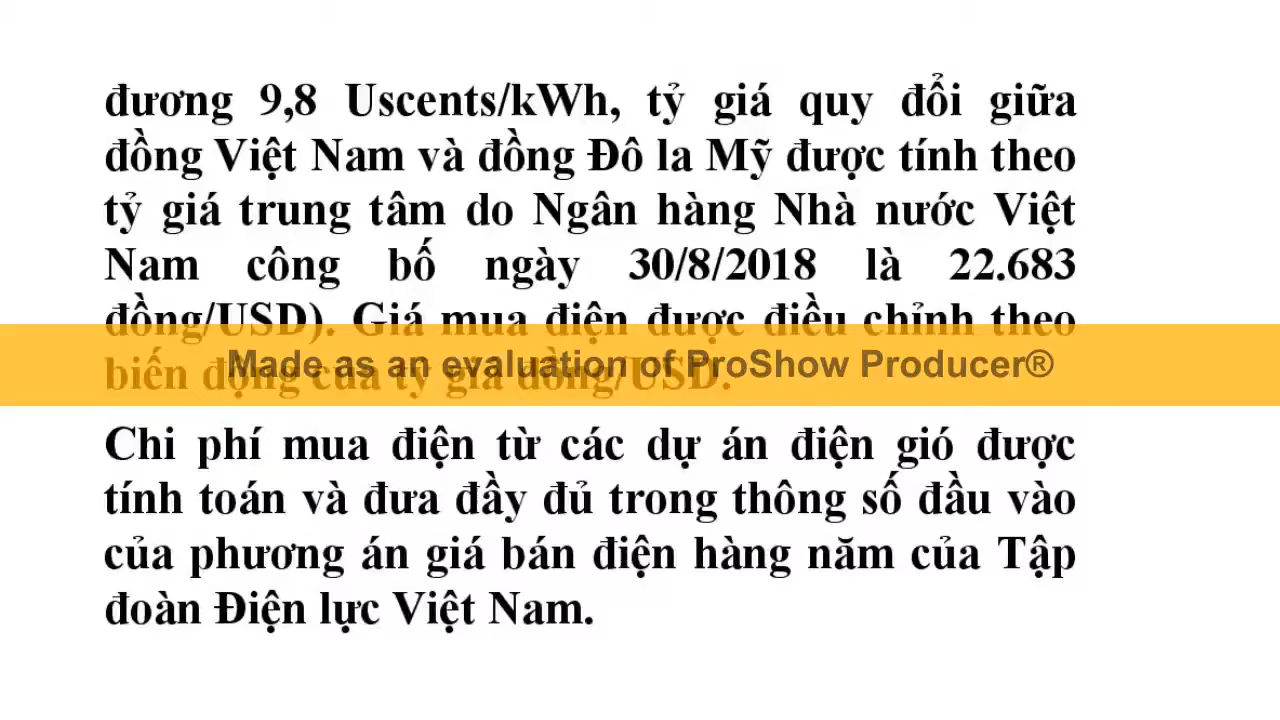 đương 9,8 Uscents/kWh, tỷ giá quy đổi giữa
đồng Việt Nam và đồng Đô la Mỹ được tính theo
tỷ giá trung tâm do Ngân hàng Nhà nước Việt
Nam công bố ngày 30/8/2018 là 22.683
đồng/USD). Giá mua điện được điều chỉnh theo
biến động của tỷ giá đồng/USD.
Made as an evaluation of ProShow Producer®
Chi phí mua điện từ các dự án điện gió được
tính toán và đưa đầy đủ trong thông số đầu vào
của phương án giá bán điện hàng năm của Tập
đoàn Điện lực Việt Nam.